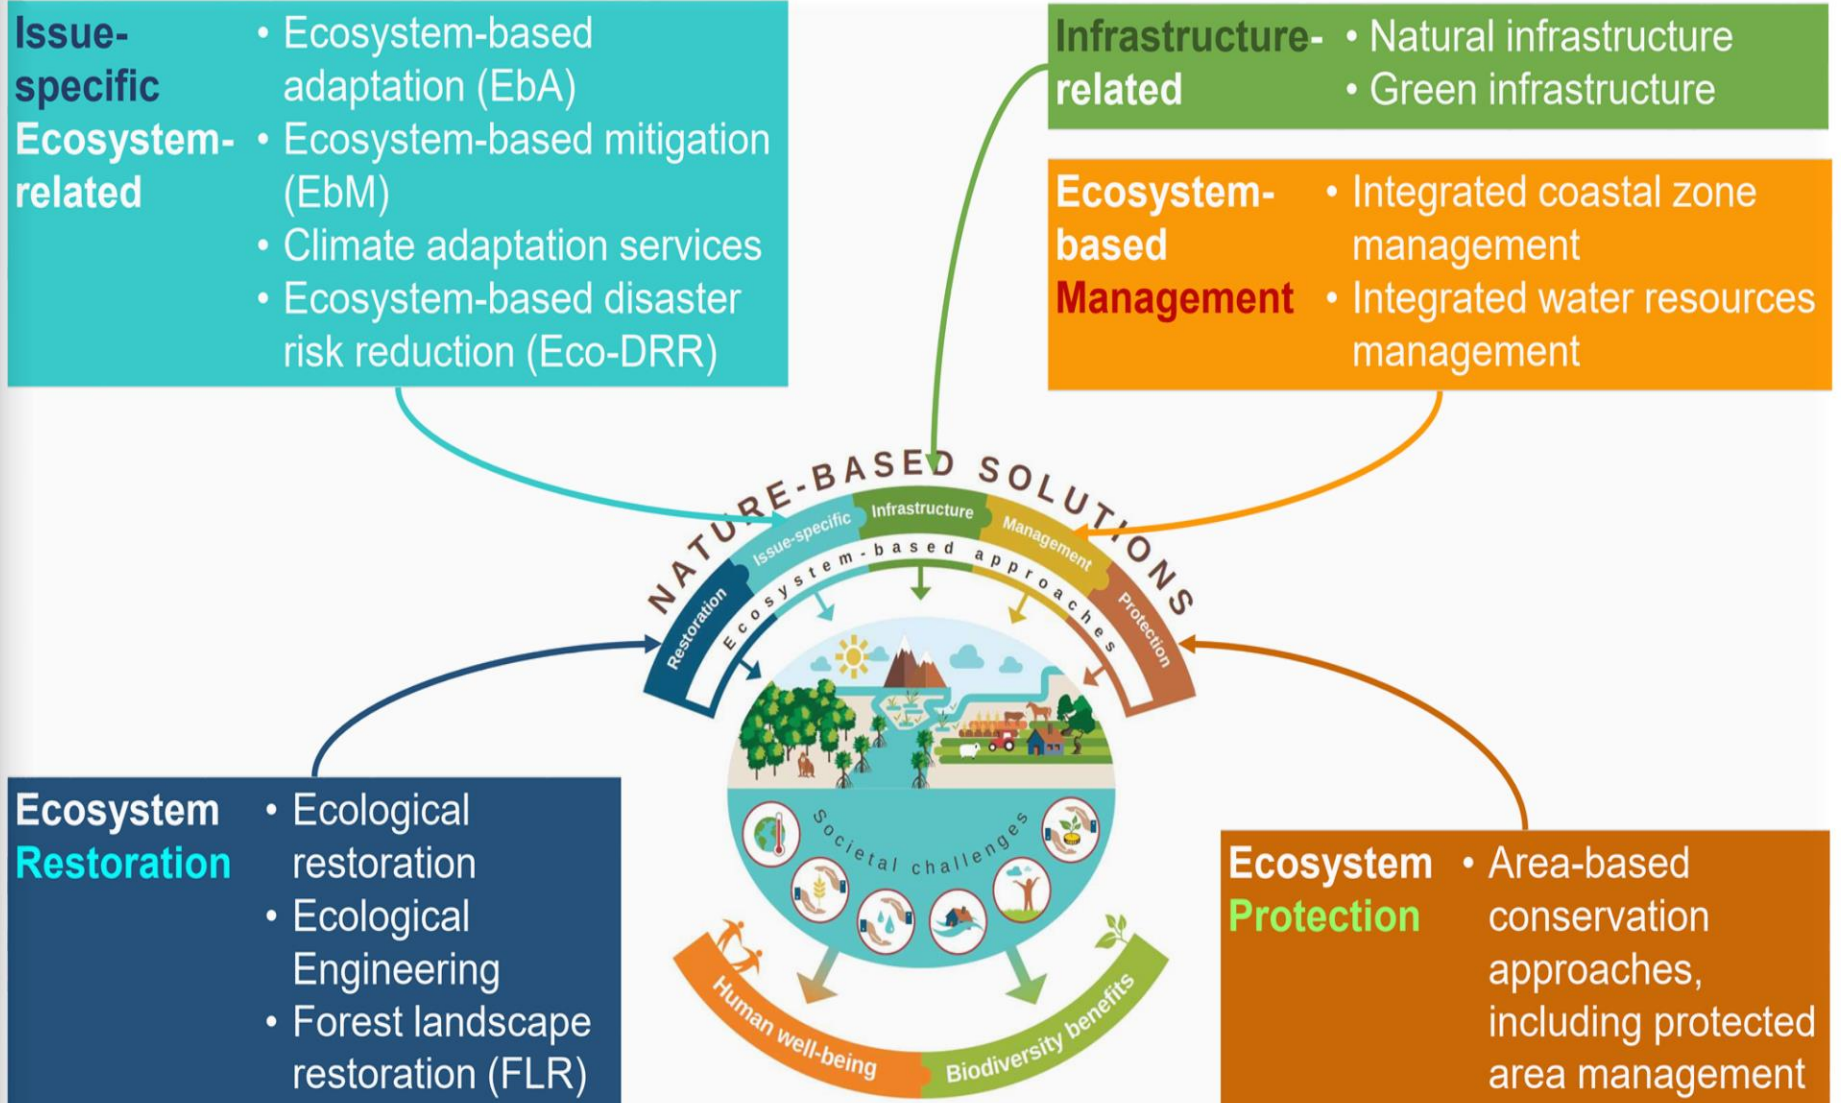 Issue-
specific
Ecosystem-
related
• Ecosystem-based
adaptation (EbA)
• Ecosystem-based mitigation
(EbM)
• Climate adaptation services
• Ecosystem-based disaster
risk reduction (Eco-DRR)
Infrastructure-
related
• Natural infrastructure
• Green infrastructure
Ecosystem-
based
Management
• Integrated coastal zone
management
• Integrated water resources
management
NATURE-BASED SOLUTIONS
Restoration
Issue-specific
Infrastructure
Management
Protection
Ecosystem-based approaches
Societal challenges
Human well-being
Biodiversity benefits
Ecosystem
Restoration
• Ecological
restoration
• Ecological
Engineering
• Forest landscape
restoration (FLR)
Ecosystem
Protection
• Area-based
conservation
approaches,
including protected
area management